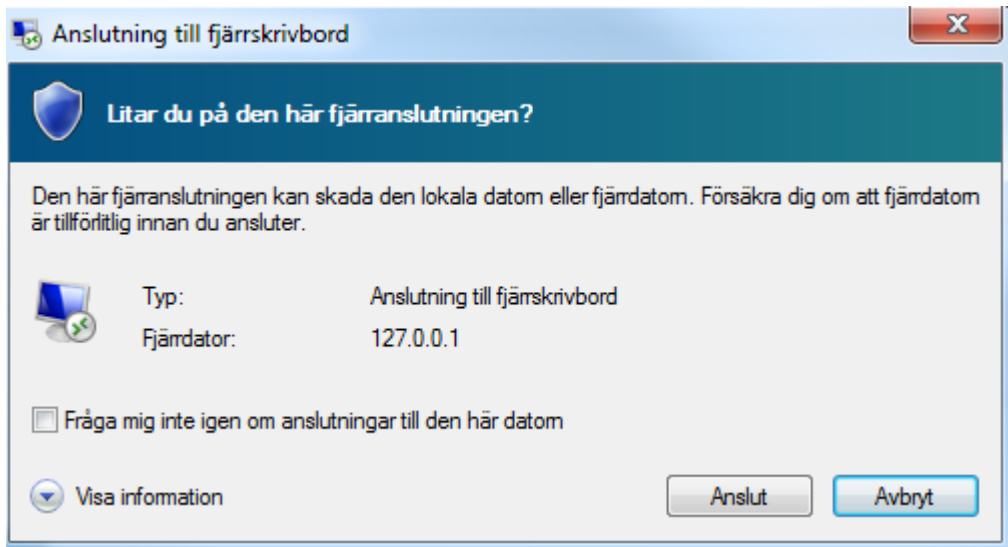 Anslutning till fjärrskrivbord
Litar du på den här fjärranslutningen?
Den här fjärranslutningen kan skada den lokala datorn eller fjärrdatorn. Försäkra dig om att fjärrdatorn
är tillförlitlig innan du ansluter.
Typ: Anslutning till fjärrskrivbord
Fjärrdator: 127.0.0.1
Fråga mig inte igen om anslutningar till den här datorn
Visa information Anslut Avbryt